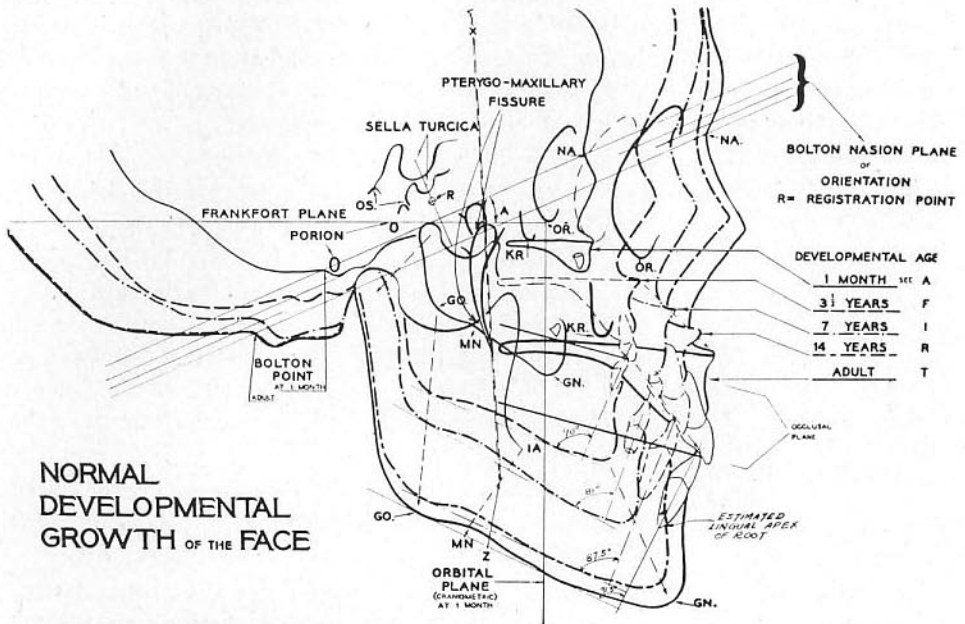 X
PTERYGO-MAXILLARY
FISSURE
SELLA TURCICA
NA.
NA.
BOLTON NASION PLANE
OF
ORIENTATION
R= REGISTRATION POINT
OS.
R
A
FRANKFORT PLANE
O
PORION
OR.
KR
OR.
DEVELOPMENTAL AGE
1 MONTH SEE A
3½ YEARS F
7 YEARS I
14 YEARS R
ADULT T
GO.
MN
KR.
GN.
BOLTON
POINT
AT 1 MONTH
ADULT
OCCLUSAL
PLANE
IA
NORMAL
DEVELOPMENTAL
GROWTH OF THE FACE
GO.
MN
Z
ESTIMATED
LINGUAL APEX
OF ROOT
87.5°
ORBITAL
PLANE
(CRANIOMETRIC)
AT 1 MONTH
GN.